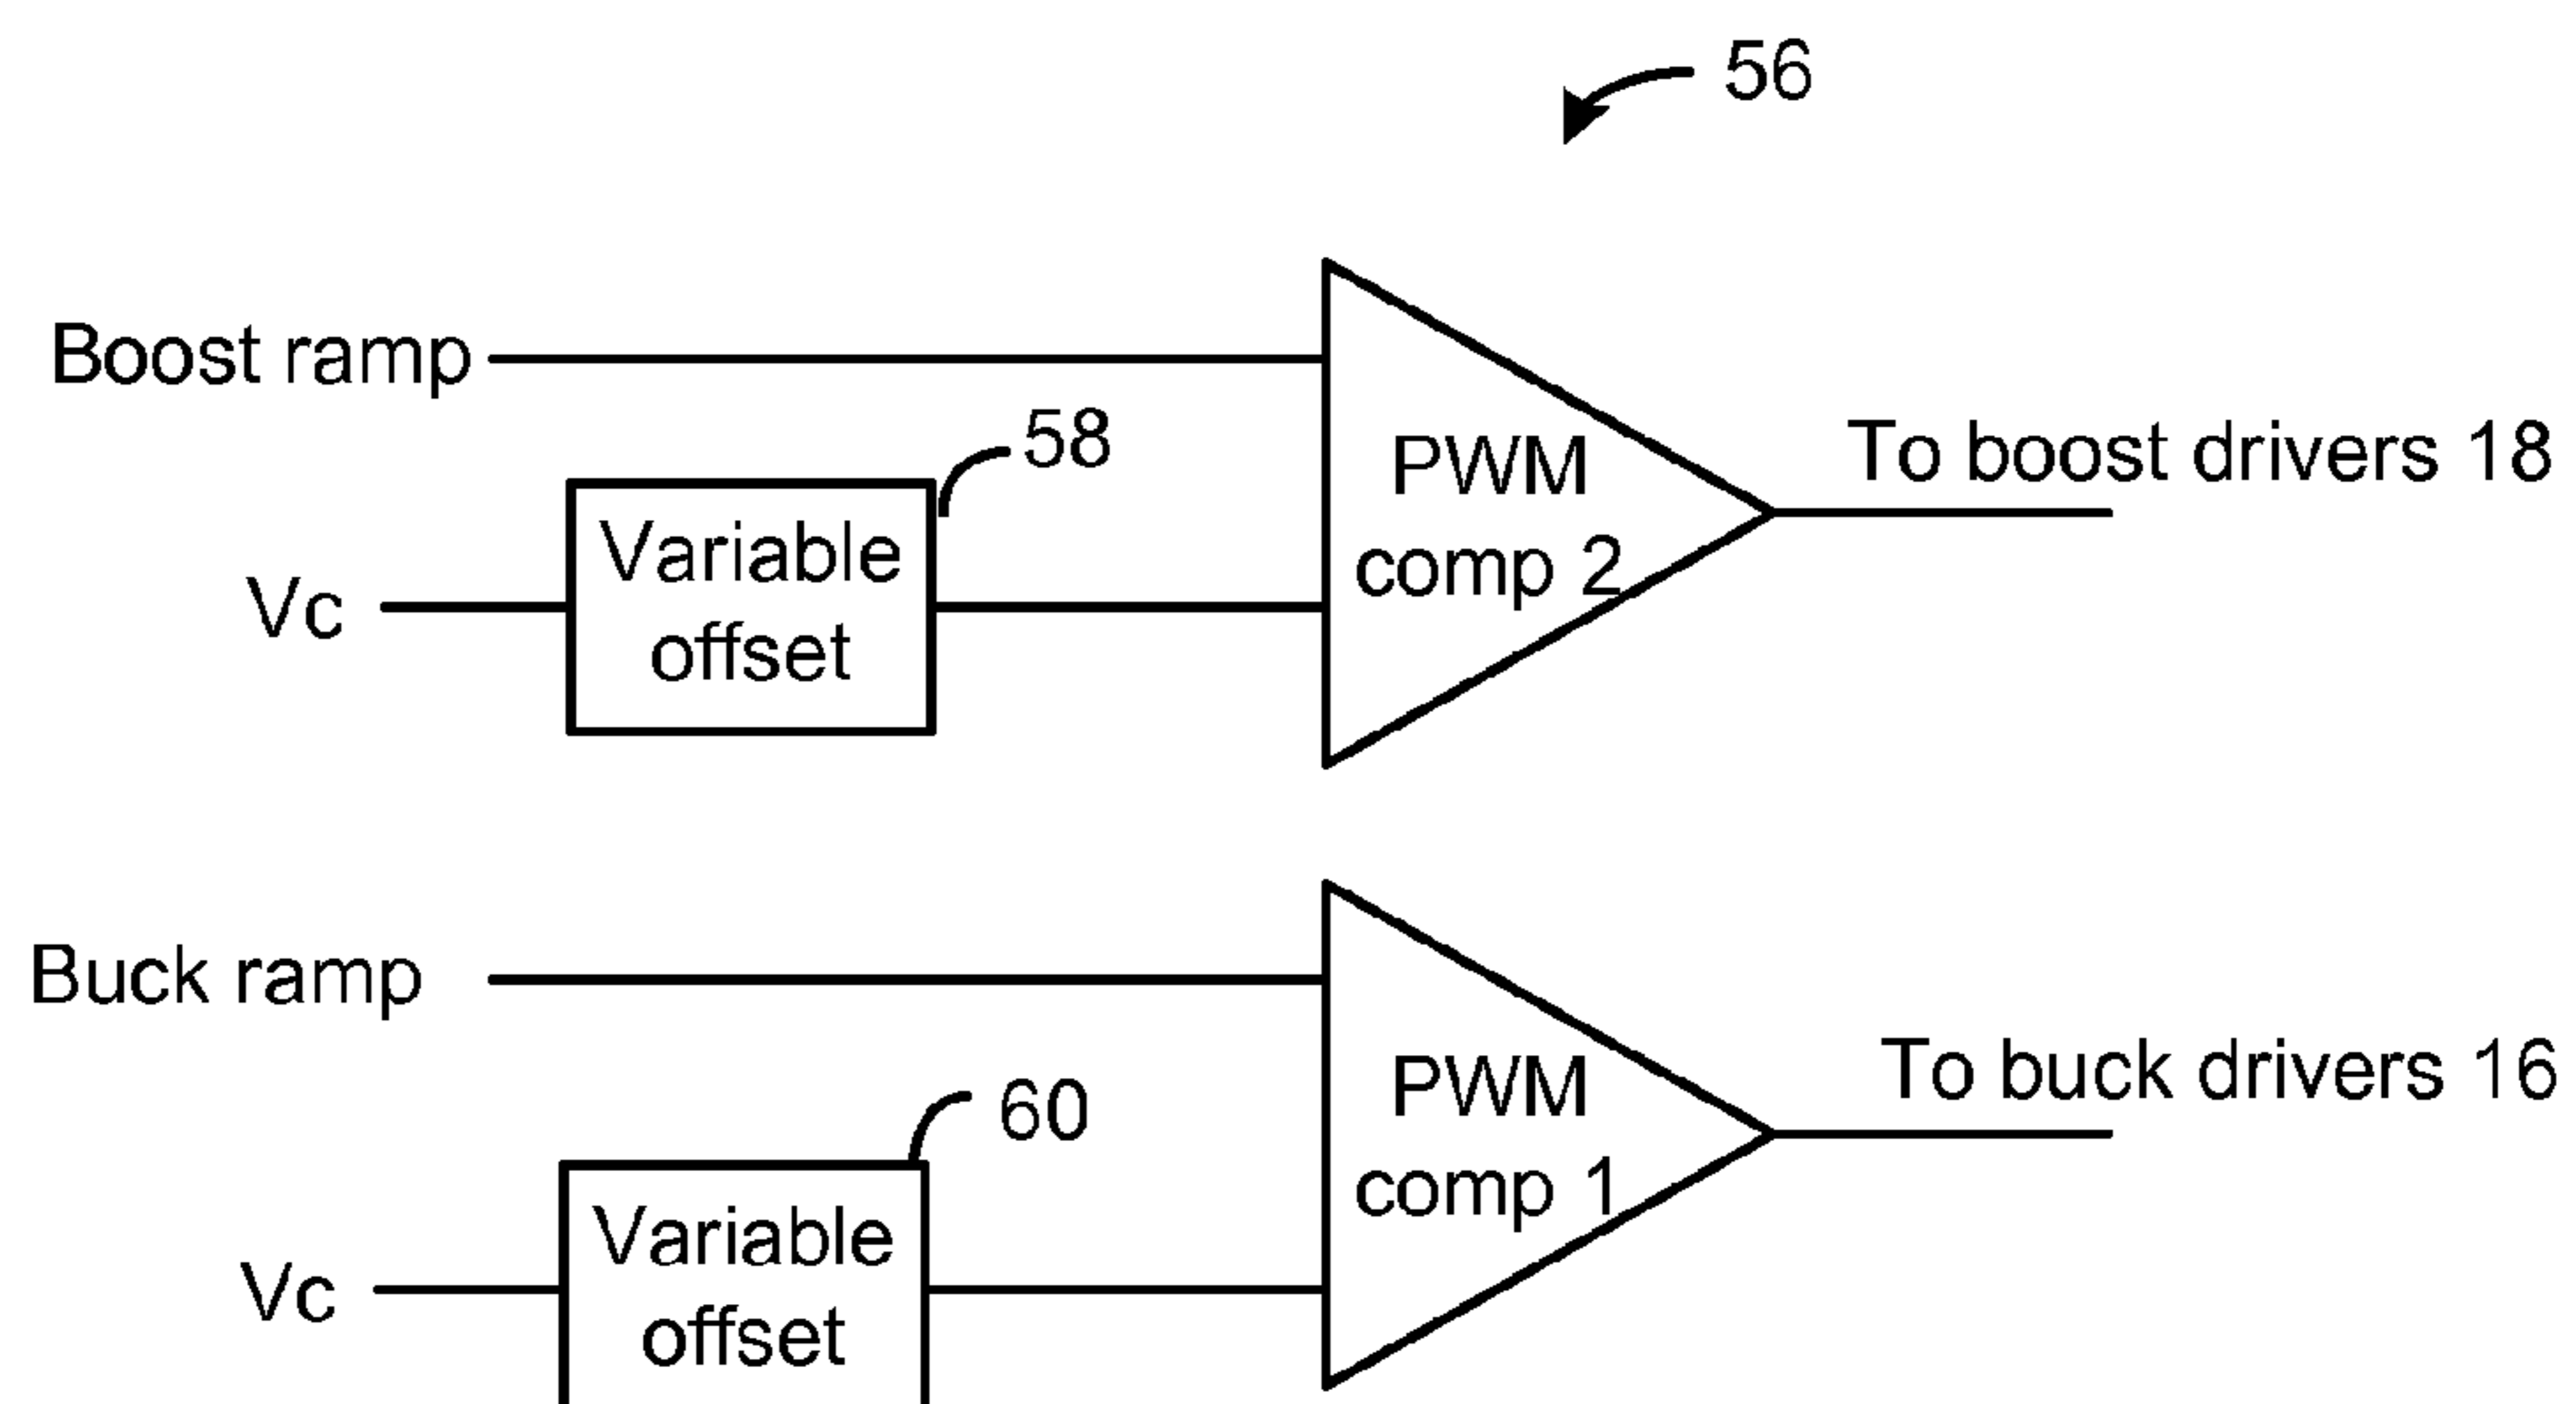 56
Boost ramp
58
To boost drivers 18
PWM
comp 2
Variable
offset
Vc
Buck ramp
60
To buck drivers 16
PWM
comp 1
Variable
offset
Vc